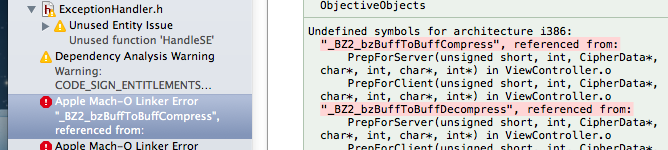 ExceptionHandler.h
Unused Entity Issue
Unused function 'HandleSE'
Dependency Analysis Warning
Warning:
CODE_SIGN_ENTITLEMENTS...
Apple Mach-O Linker Error
"_BZ2_bzBuffToBuffCompress",
referenced from:
Apple Mach-O Linker Error
ObjectiveObjects
Undefined symbols for architecture i386:
"_BZ2_bzBuffToBuffCompress", referenced from:
PrepForServer(unsigned short, int, CipherData*,
char*, int, char*, int*) in ViewController.o
PrepForClient(unsigned short, int, CipherData*,
char*, int, char*, int*) in ViewController.o
"_BZ2_bzBuffToBuffDecompress", referenced from:
PrepForServer(unsigned short, int, CipherData*,
char*, int, char*, int*) in ViewController.o
PrepForClient(unsigned short, int, CipherData*,